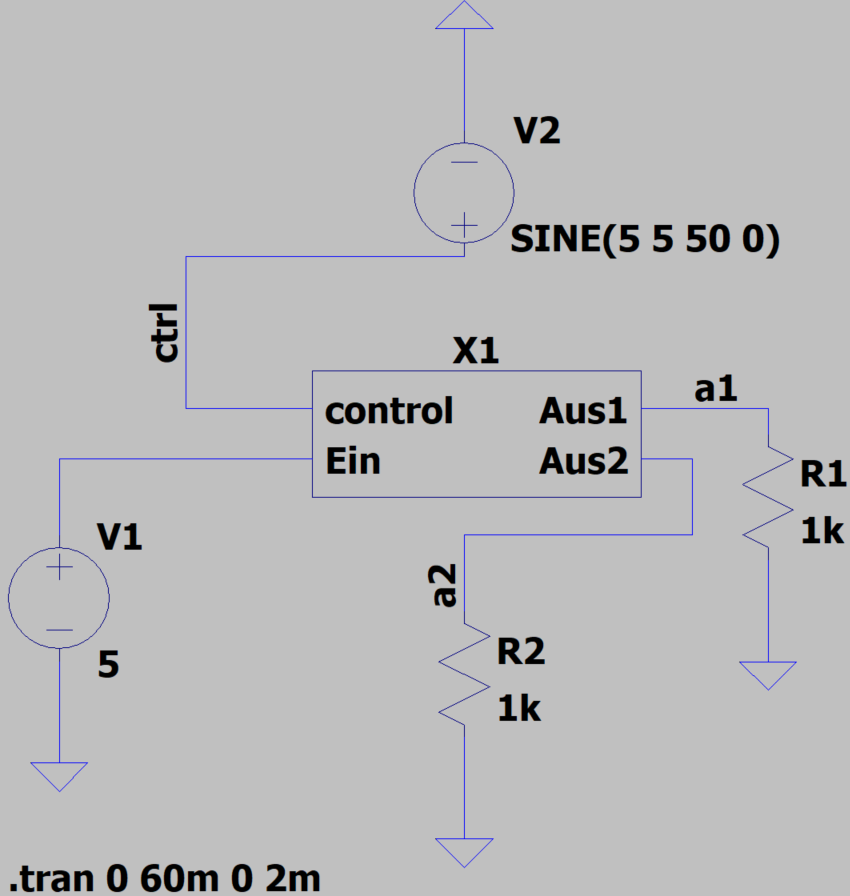 V2
SINE(5 5 50 0)
ctrl
X1
control
Aus1
a1
Ein
Aus2
R1
1k
V1
5
a2
R2
1k
.tran 0 60m 0 2m